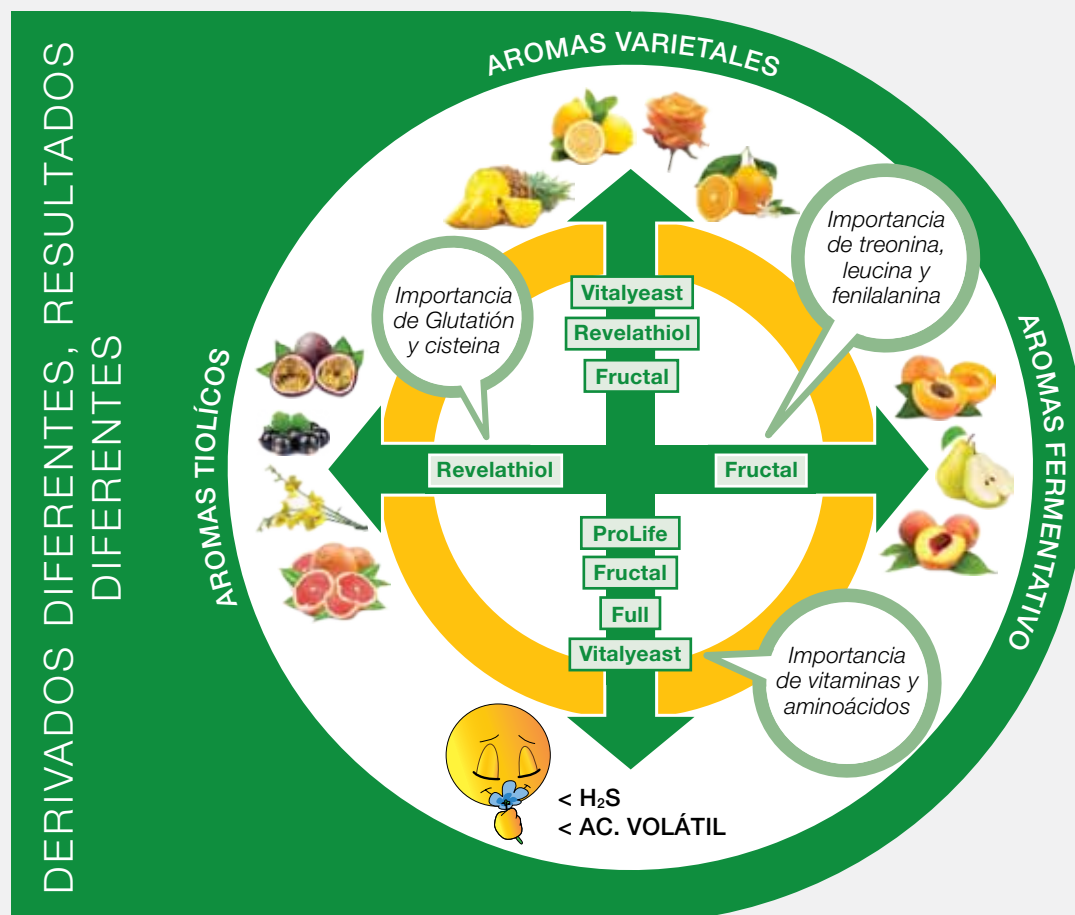 DERIVADOS DIFERENTES, RESULTADOS
DIFERENTES
AROMAS VARIETALES
Importancia
de treonina,
leucina y
fenilalanina
Importancia
de Glutatión
y cisteina
Vitalyeast
Revelathiol
Fructal
AROMAS TIOLÍCOS
Revelathiol
Fructal
AROMAS FERMENTATIVO
ProLife
Fructal
Full
Vitalyeast
Importancia
de vitaminas y
aminoácidos
< H₂S
< AC. VOLÁTIL